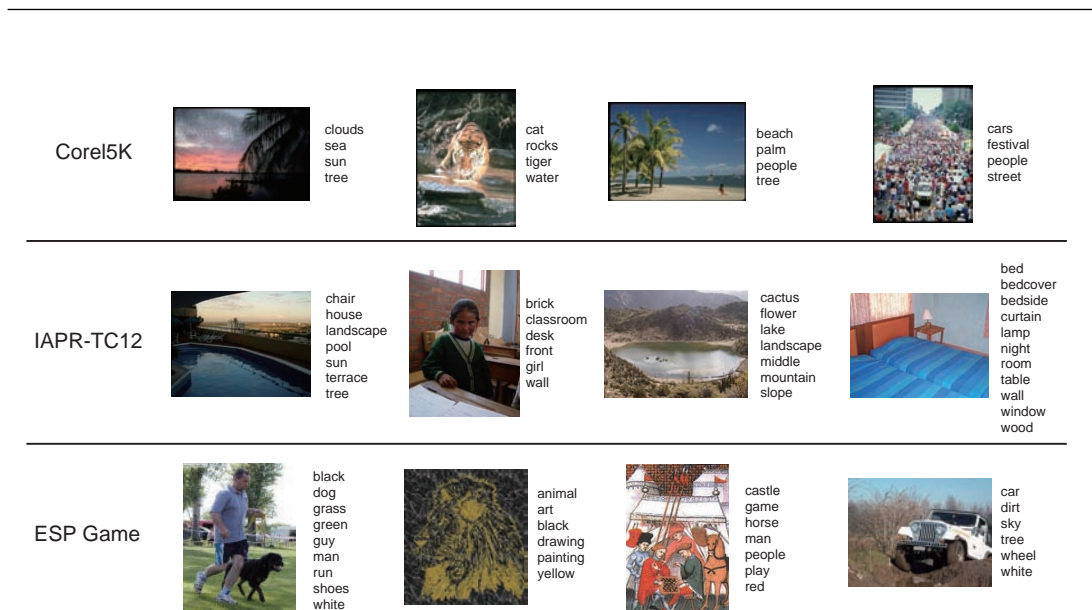 Corel5K
clouds
sea
sun
tree
cat
rocks
tiger
water
beach
palm
people
tree
cars
festival
people
street
IAPR-TC12
chair
house
landscape
pool
sun
terrace
tree
brick
classroom
desk
front
girl
wall
cactus
flower
lake
landscape
middle
mountain
slope
bed
bedcover
bedside
curtain
lamp
night
room
table
wall
window
wood
ESP Game
black
dog
grass
green
guy
man
run
shoes
white
animal
art
black
drawing
painting
yellow
castle
game
horse
man
people
play
red
car
dirt
sky
tree
wheel
white